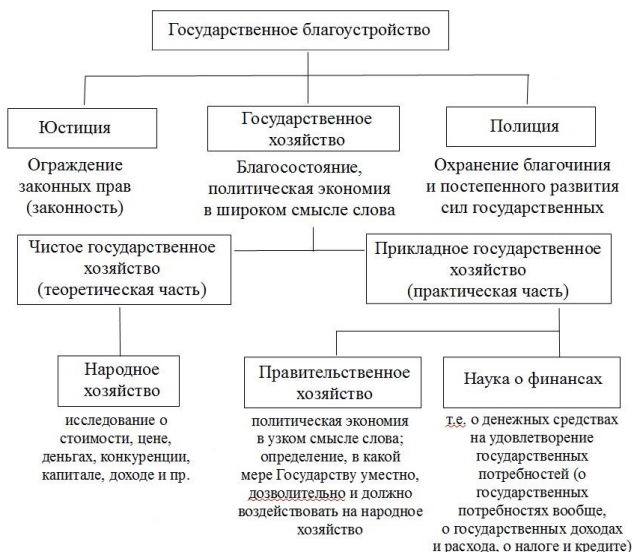 Государственное благоустройство
Юстиция
Ограждение
законных прав
(законность)
Государственное
хозяйство
Благосостояние,
политическая экономия
в широком смысле слова
Полиция
Охранение благочиния
и постепенного развития
сил государственных
Чистое государственное
хозяйство
(теоретическая часть)
Прикладное государственное
хозяйство
(практическая часть)
Народное
хозяйство
исследование о
стоимости, цене,
деньгах, конкуренции,
капитале, доходе и пр.
Правительственное
хозяйство
политическая экономия
в узком смысле слова;
определение, в какой
мере Государству уместно,
дозволительно и должно
воздействовать на народное
хозяйство
Наука о финансах
т.е. о денежных средствах
на удовлетворение
государственных
потребностей (о
государственных
потребностях вообще,
о государственных доходах
и расхода, о налоге и кредите)